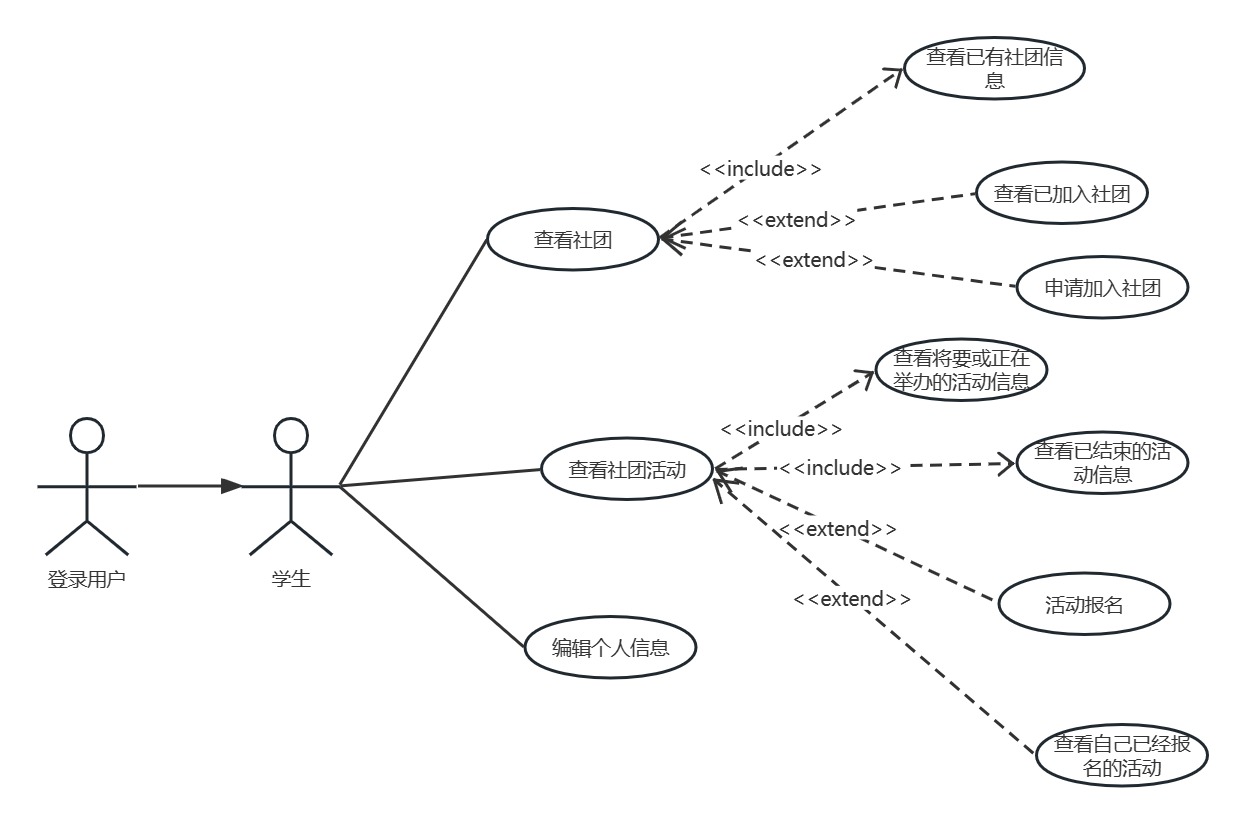 查看已有社团信
息
<<include>>
查看已加入社团
<<extend>>
查看社团
<<extend>>
申请加入社团
查看将要或正在
举办的活动信息
<<include>>
查看社团活动
<<include>>
查看已结束的活
动信息
<<extend>>
登录用户
学生
<<extend>>
活动报名
编辑个人信息
查看自己已经报
名的活动